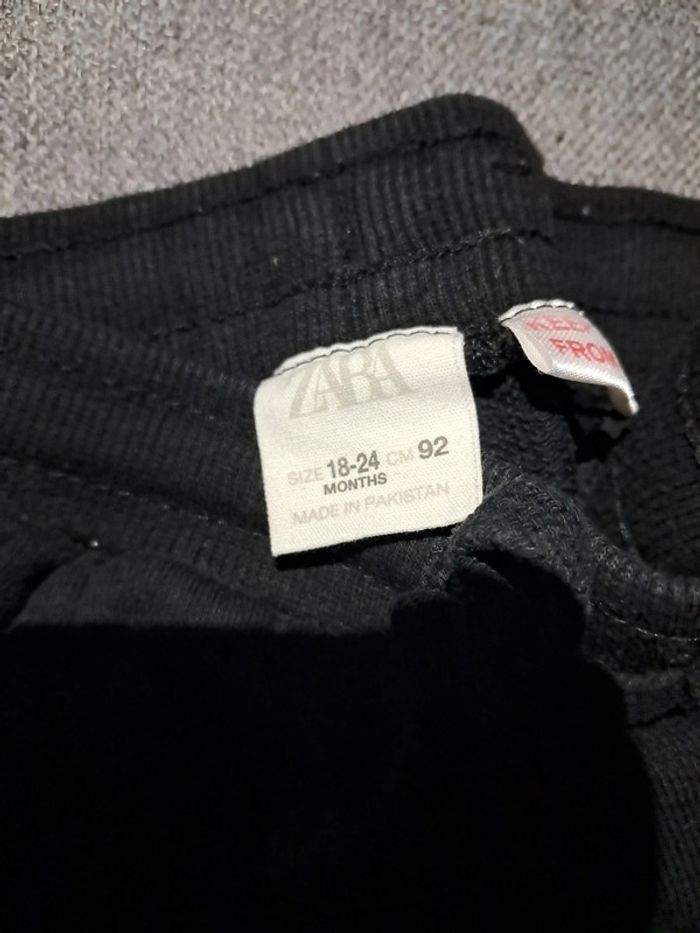 ZARA
SIZE 18-24 CM 92
MONTHS
MADE IN PAKISTAN
KEEP
FROM